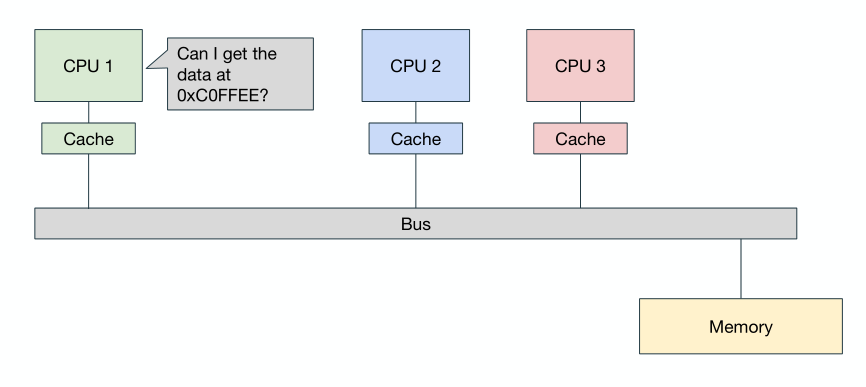 CPU 1
Can I get the
data at
0xC0FFEE?
CPU 2
CPU 3
Cache
Cache
Cache
Bus
Memory